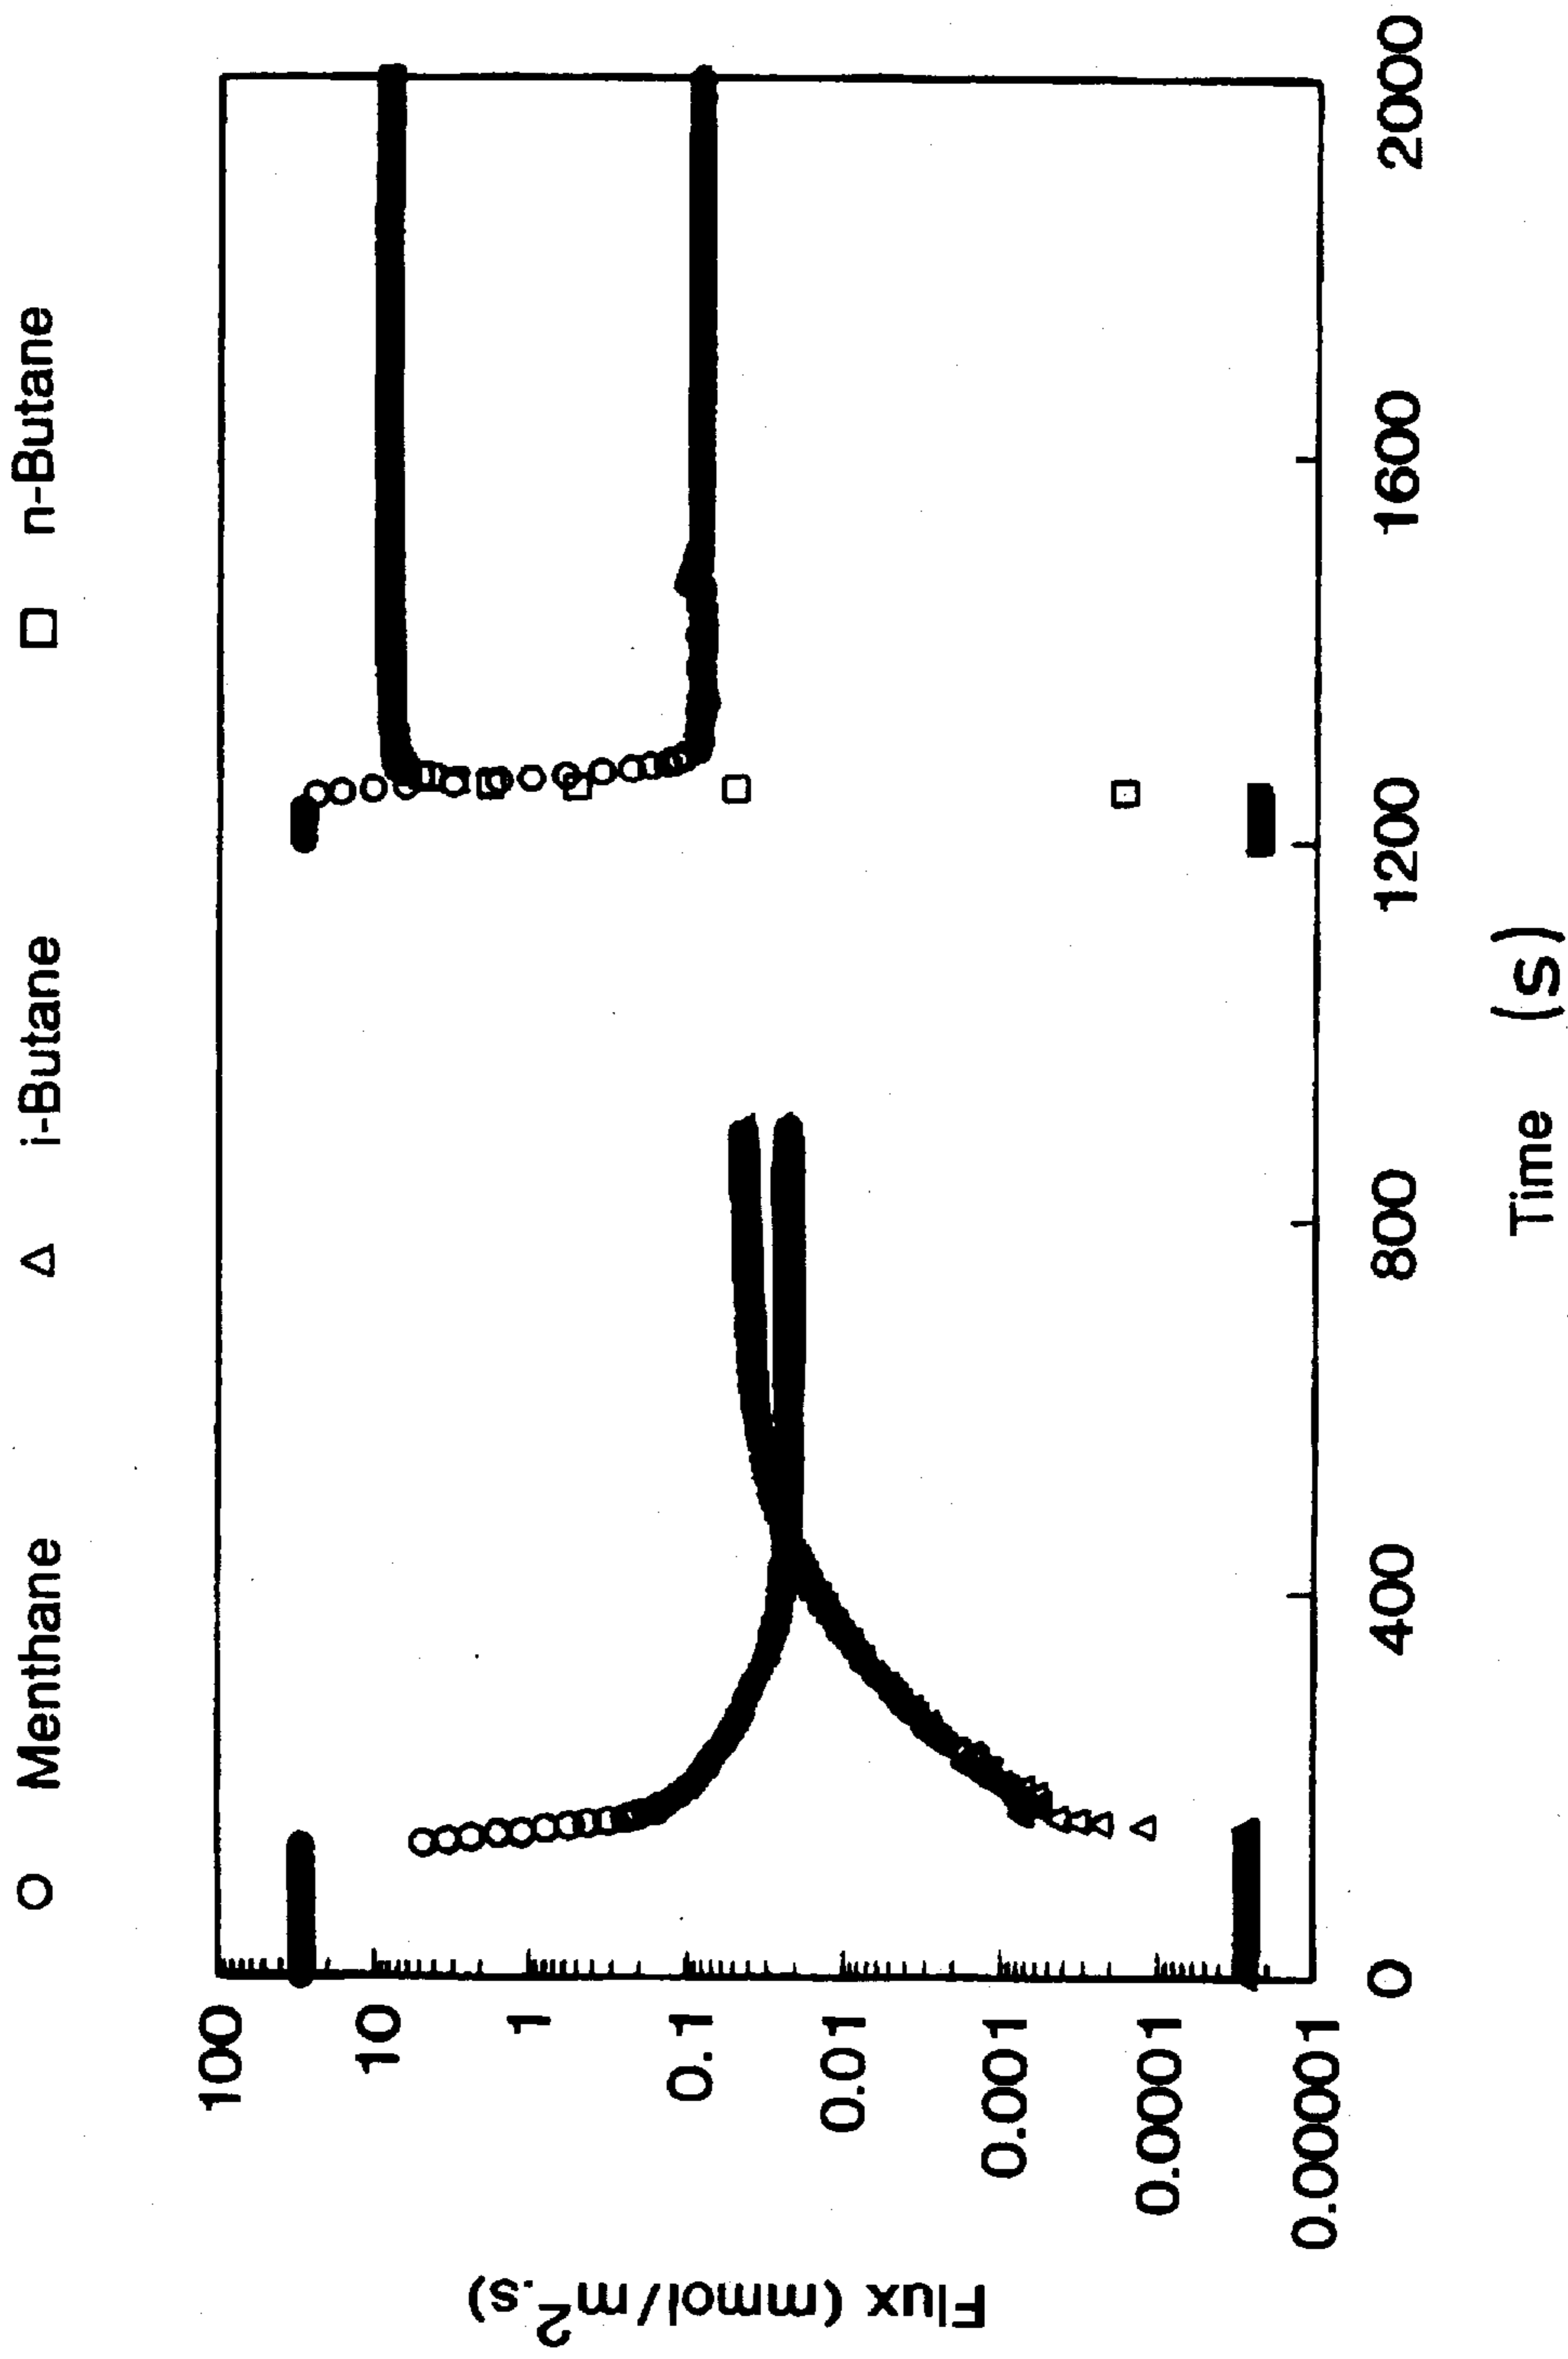 Menthane i-Butane n-Butane
100
10
1
0.1
0.01
0.001
0.0001
0.00001
Flux (mmol/m².s)
0 400 800 1200 1600 2000
Time (s)